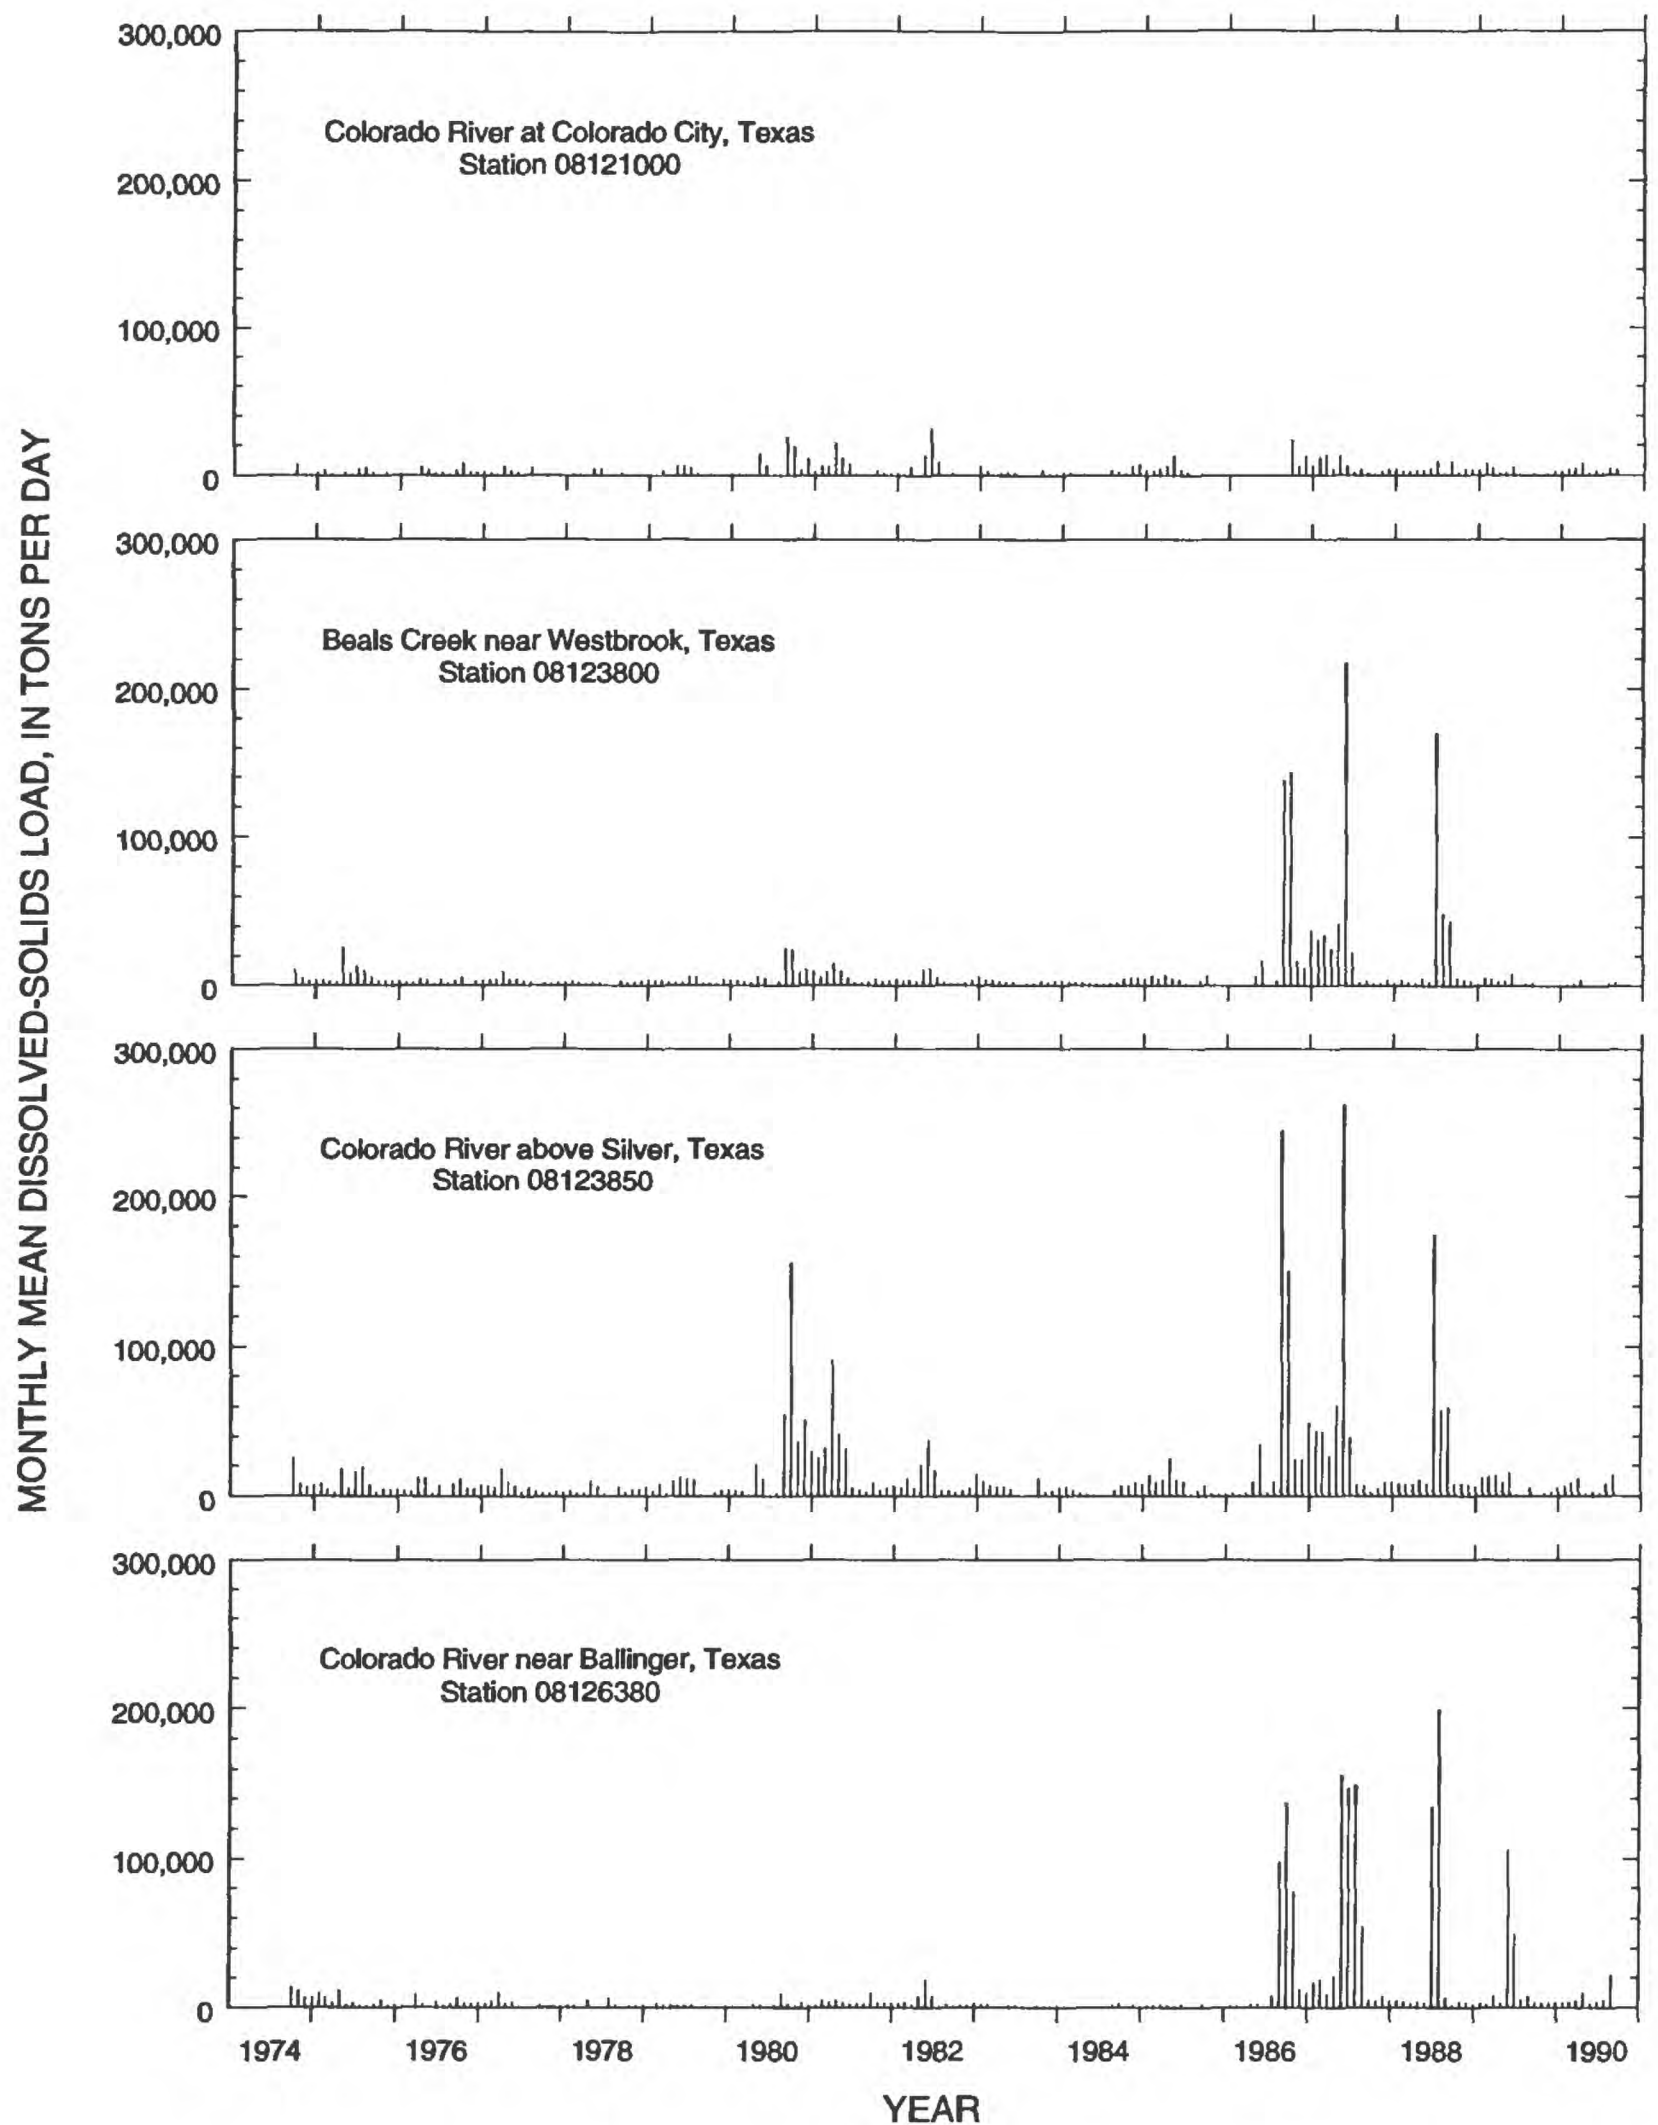 MONTHLY MEAN DISSOLVED-SOLIDS LOAD, IN TONS PER DAY
300,000
200,000
100,000
0
Colorado River at Colorado City, Texas
Station 08121000
300,000
200,000
100,000
0
Beals Creek near Westbrook, Texas
Station 08123800
300,000
200,000
100,000
0
Colorado River above Silver, Texas
Station 08123850
300,000
200,000
100,000
0
Colorado River near Ballinger, Texas
Station 08126380
1974 1976 1978 1980 1982 1984 1986 1988 1990
YEAR